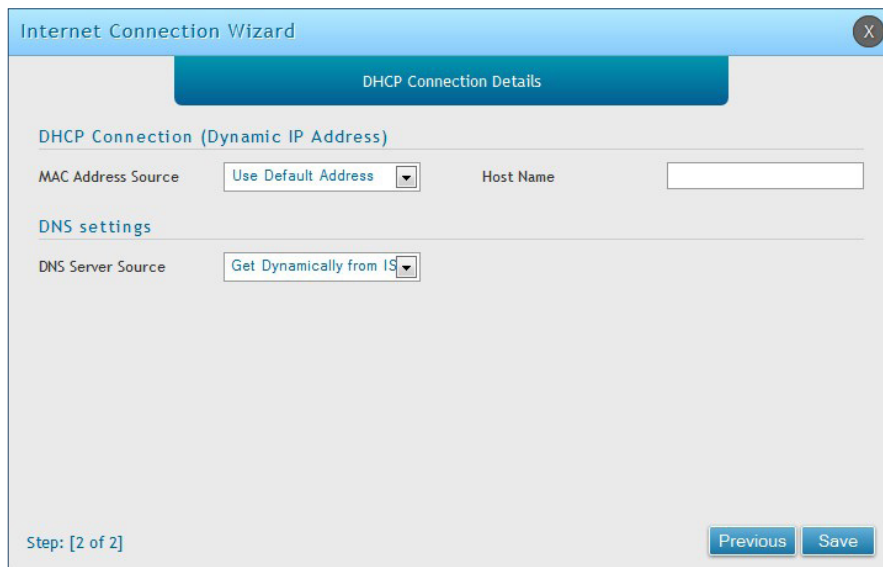 Internet Connection Wizard
X
DHCP Connection Details
DHCP Connection (Dynamic IP Address)
MAC Address Source Use Default Address Host Name
DNS settings
DNS Server Source Get Dynamically from IS
Step: [2 of 2] Previous Save